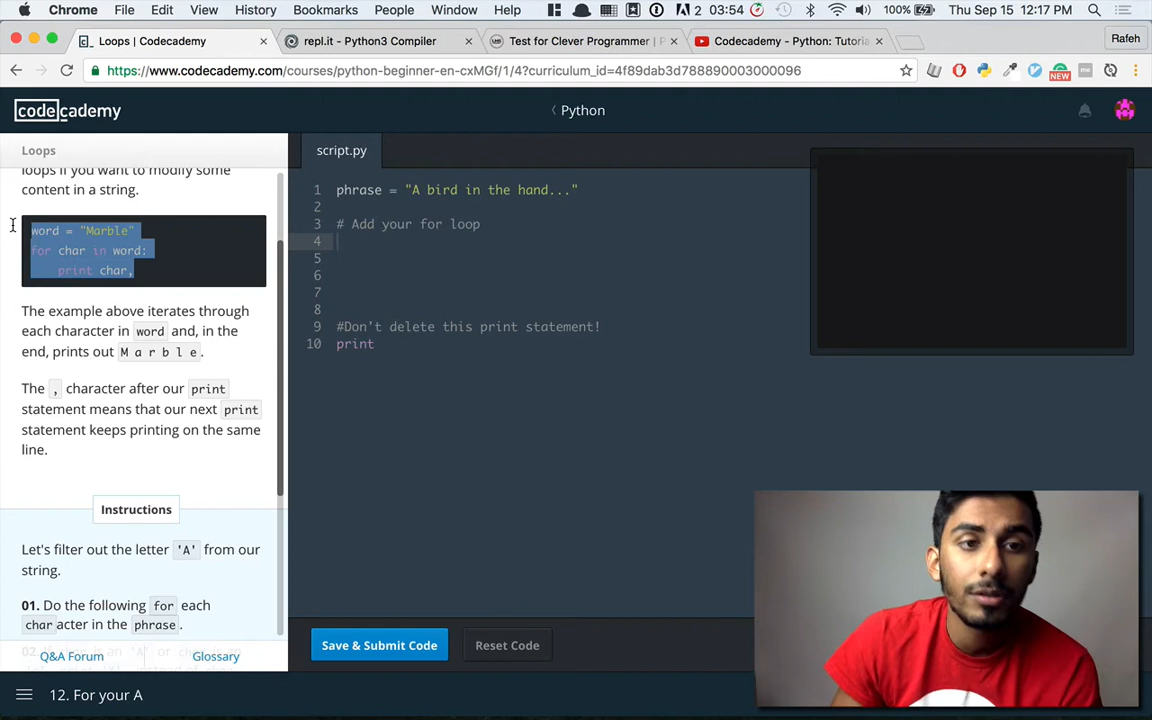 Chrome File Edit View History Bookmarks People Window Help 2 03:54 100% Thu Sep 15 12:17 PM
Loops | Codecademy
repl.it - Python3 Compiler
Test for Clever Programmer | P
Codecademy - Python: Tutoria
Rafeh
https://www.codecademy.com/courses/python-beginner-en-cxMGf/1/4?curriculum_id=4f89dab3d788890003000096
NEW
codecademy
Python
Loops
loops if you want to modify some
content in a string.
word = "Marble"
for char in word:
print char,
The example above iterates through
each character in word and, in the
end, prints out M a r b l e .
The , character after our print
statement means that our next print
statement keeps printing on the same
line.
Instructions
Let's filter out the letter 'A' from our
string.
01. Do the following for each
char acter in the phrase .
Q&A Forum
Glossary
script.py
1 phrase = "A bird in the hand..."
2
3 # Add your for loop
4
5
6
7
8
9 #Don't delete this print statement!
10 print
Save & Submit Code
Reset Code
12. For your A